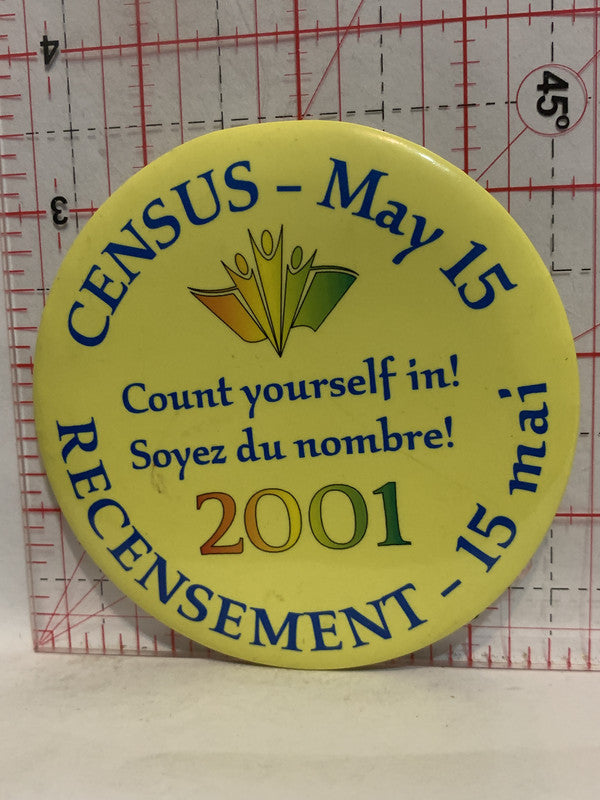 CENSUS - May 15
Count yourself in!
Soyez du nombre!
2001
RECENSEMENT - 15 mai
4
3
45°